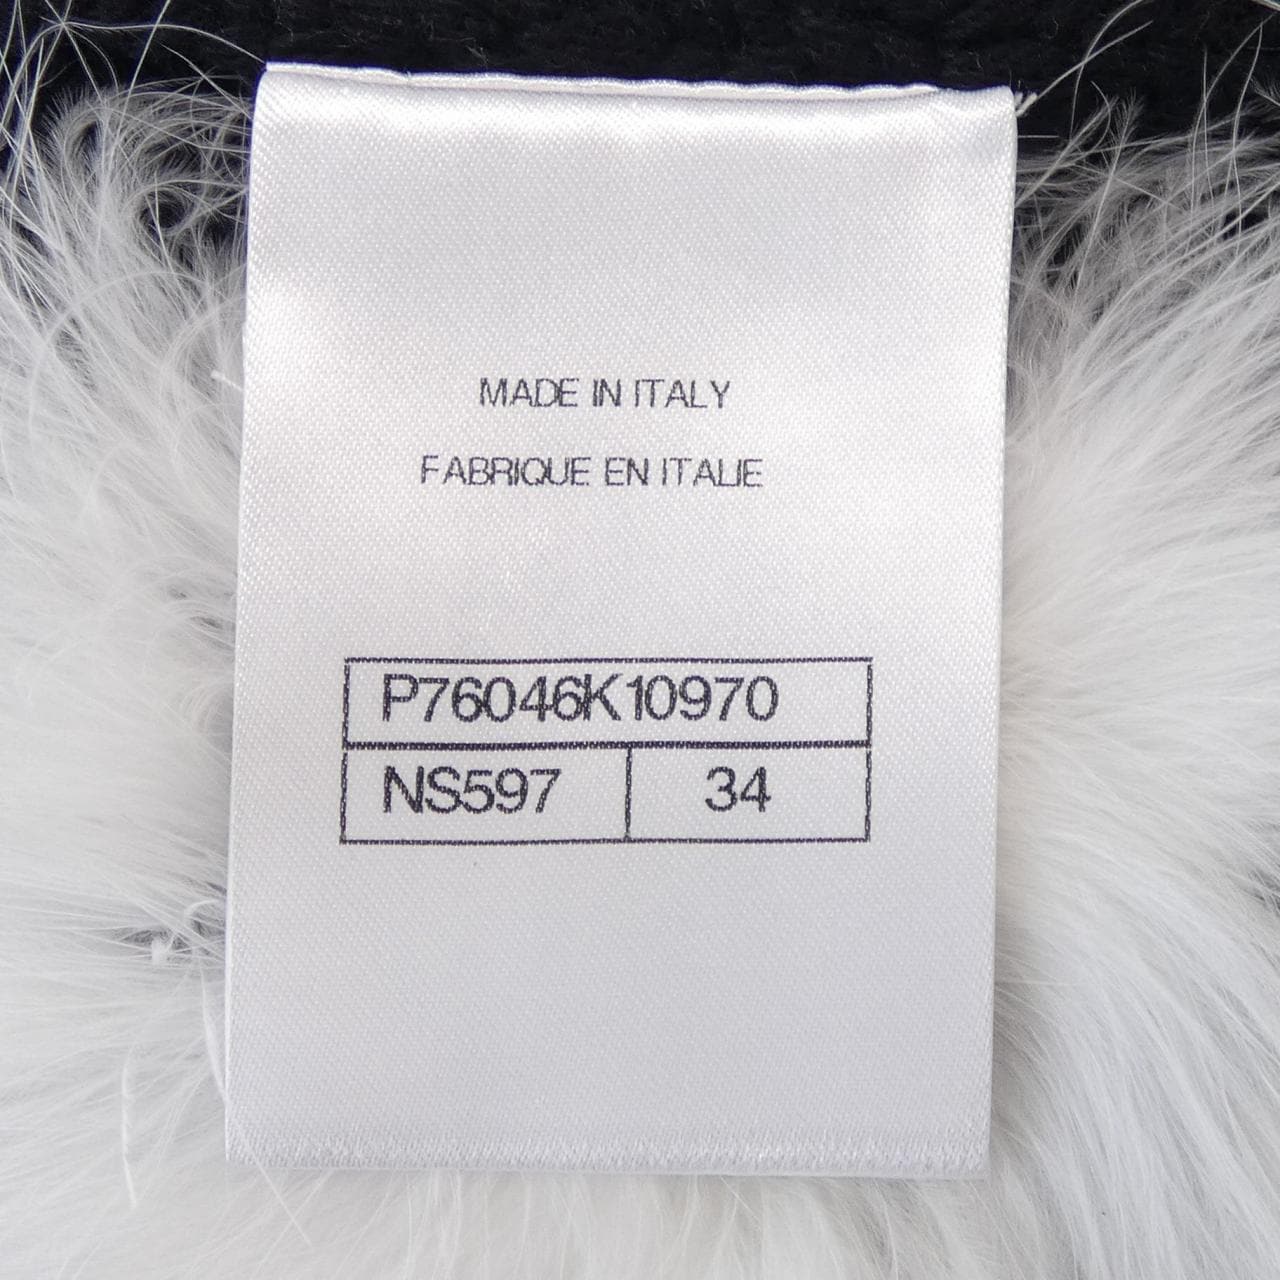 MADE IN ITALY
FABRIQUE EN ITALIE
P76046K10970
NS597 34